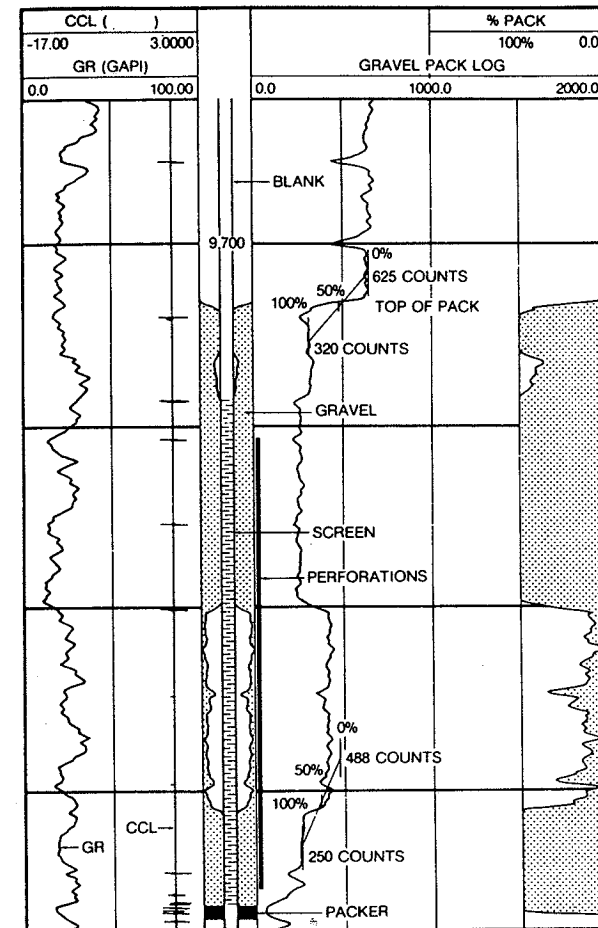 CCL ( )
-17.00 3.0000
GR (GAPI)
0.0 100.00
% PACK
100% 0.0
GRAVEL PACK LOG
0.0 1000.0 2000.0
BLANK
9,700
0%
625 COUNTS
50%
100%
TOP OF PACK
320 COUNTS
GRAVEL
SCREEN
PERFORATIONS
0%
488 COUNTS
50%
100%
CCL
GR
250 COUNTS
PACKER